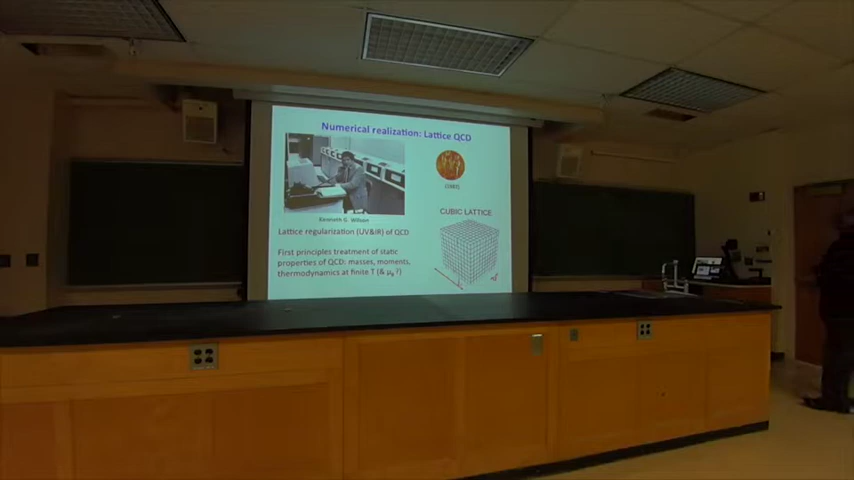 Numerical realization: Lattice QCD
Kenneth G. Wilson
(1981)
CUBIC LATTICE
Lattice regularization (UV&IR) of QCD
First principles treatment of static
properties of QCD: masses, moments,
thermodynamics at finite T (& μB ?)